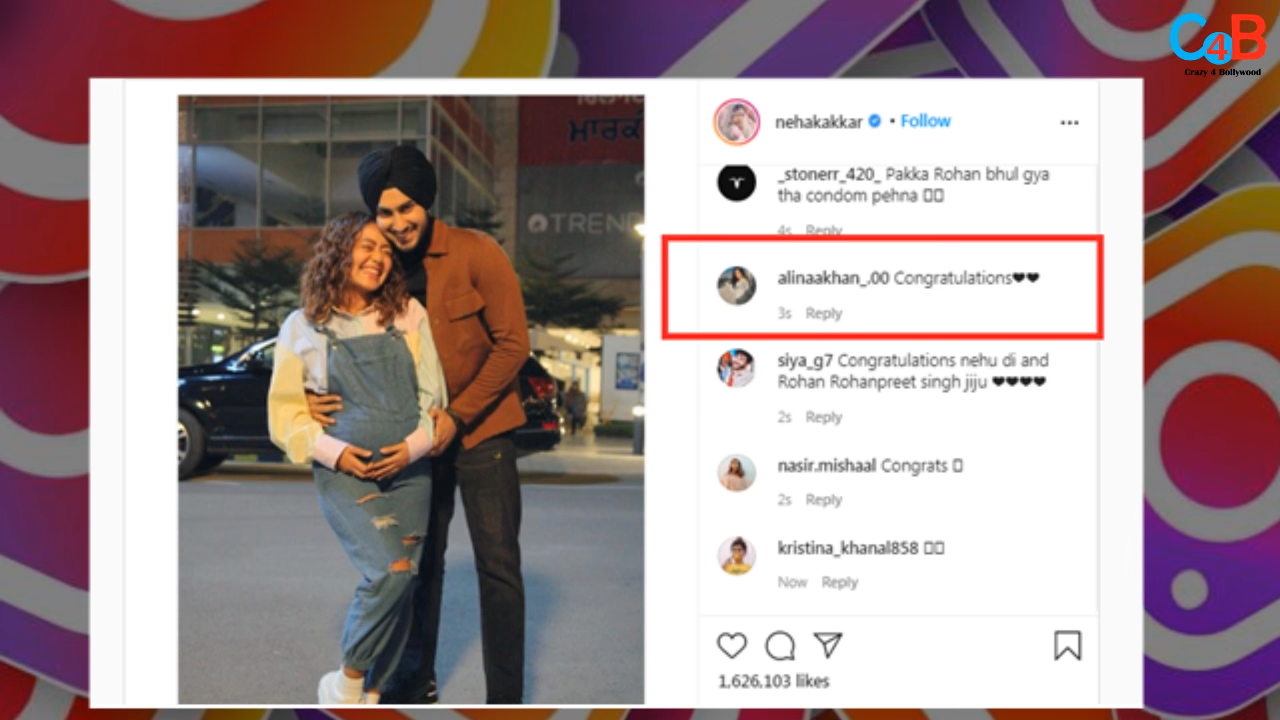 C4B
Crazy 4 Bollywood
nehakakkar • Follow
_stonerr_420_ Pakka Rohan bhul gya
tha condom pehna
4s Reply
alinaakhan_.00 Congratulations❤❤
3s Reply
siya_g7 Congratulations nehu di and
Rohan Rohanpreet singh jiju ❤❤❤❤
2s Reply
nasir.mishaal Congrats
2s Reply
kristina_khanal858
Now Reply
1,626,103 likes
TREND